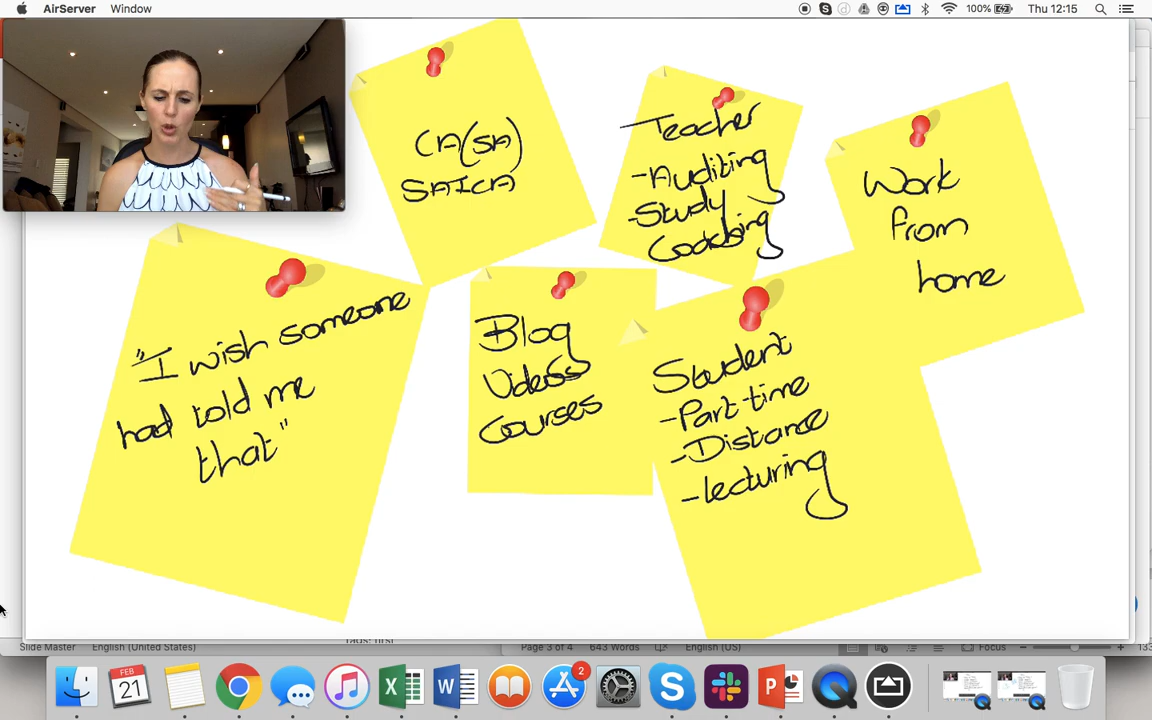 AirServer Window
100%
Thu 12:15
CA(SA)
SAICA
Teacher
-Auditing
-Study
Coaching
Work
from
home
"I wish someone
had told me
that"
Blog
Videos
Courses
Student
-Part-time
-Distance
-lecturing
Slide Master English (United States)
Page 3 of 4 643 Words English (US) Focus
FEB
21
2